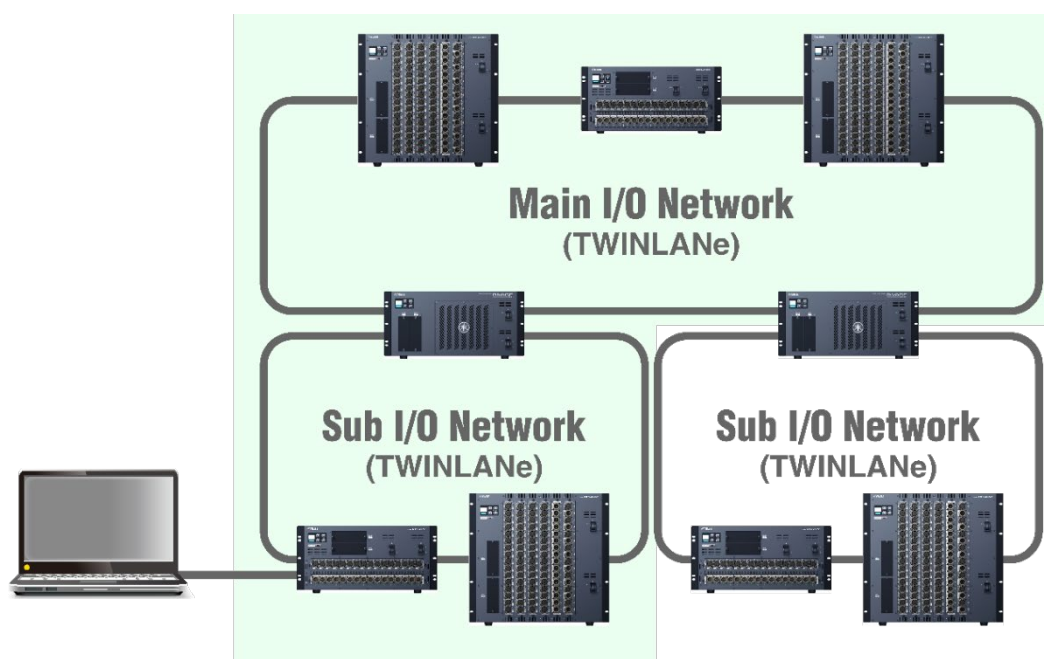 Main I/O Network
(TWINLANe)
Sub I/O Network
(TWINLANe)
Sub I/O Network
(TWINLANe)